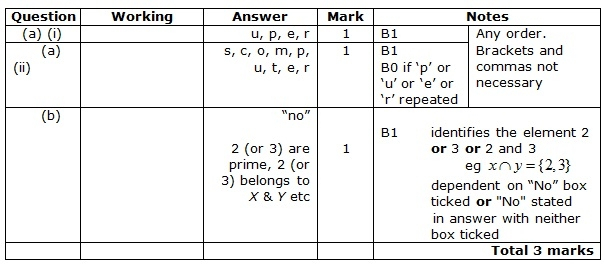 Question Working Answer Mark Notes
(a) (i) u, p, e, r 1 B1 Any order.
(a) s, c, o, m, p, 1 B1 Brackets and
(ii) u, t, e, r B0 if ‘p’ or commas not
‘u’ or ‘e’ or necessary
‘r’ repeated
(b) “no”
B1 identifies the element 2
2 (or 3) are 1 or 3 or 2 and 3
prime, 2 (or eg x∩y={2,3}
3) belongs to dependent on “No” box
X & Y etc ticked or "No" stated
in answer with neither
box ticked
Total 3 marks